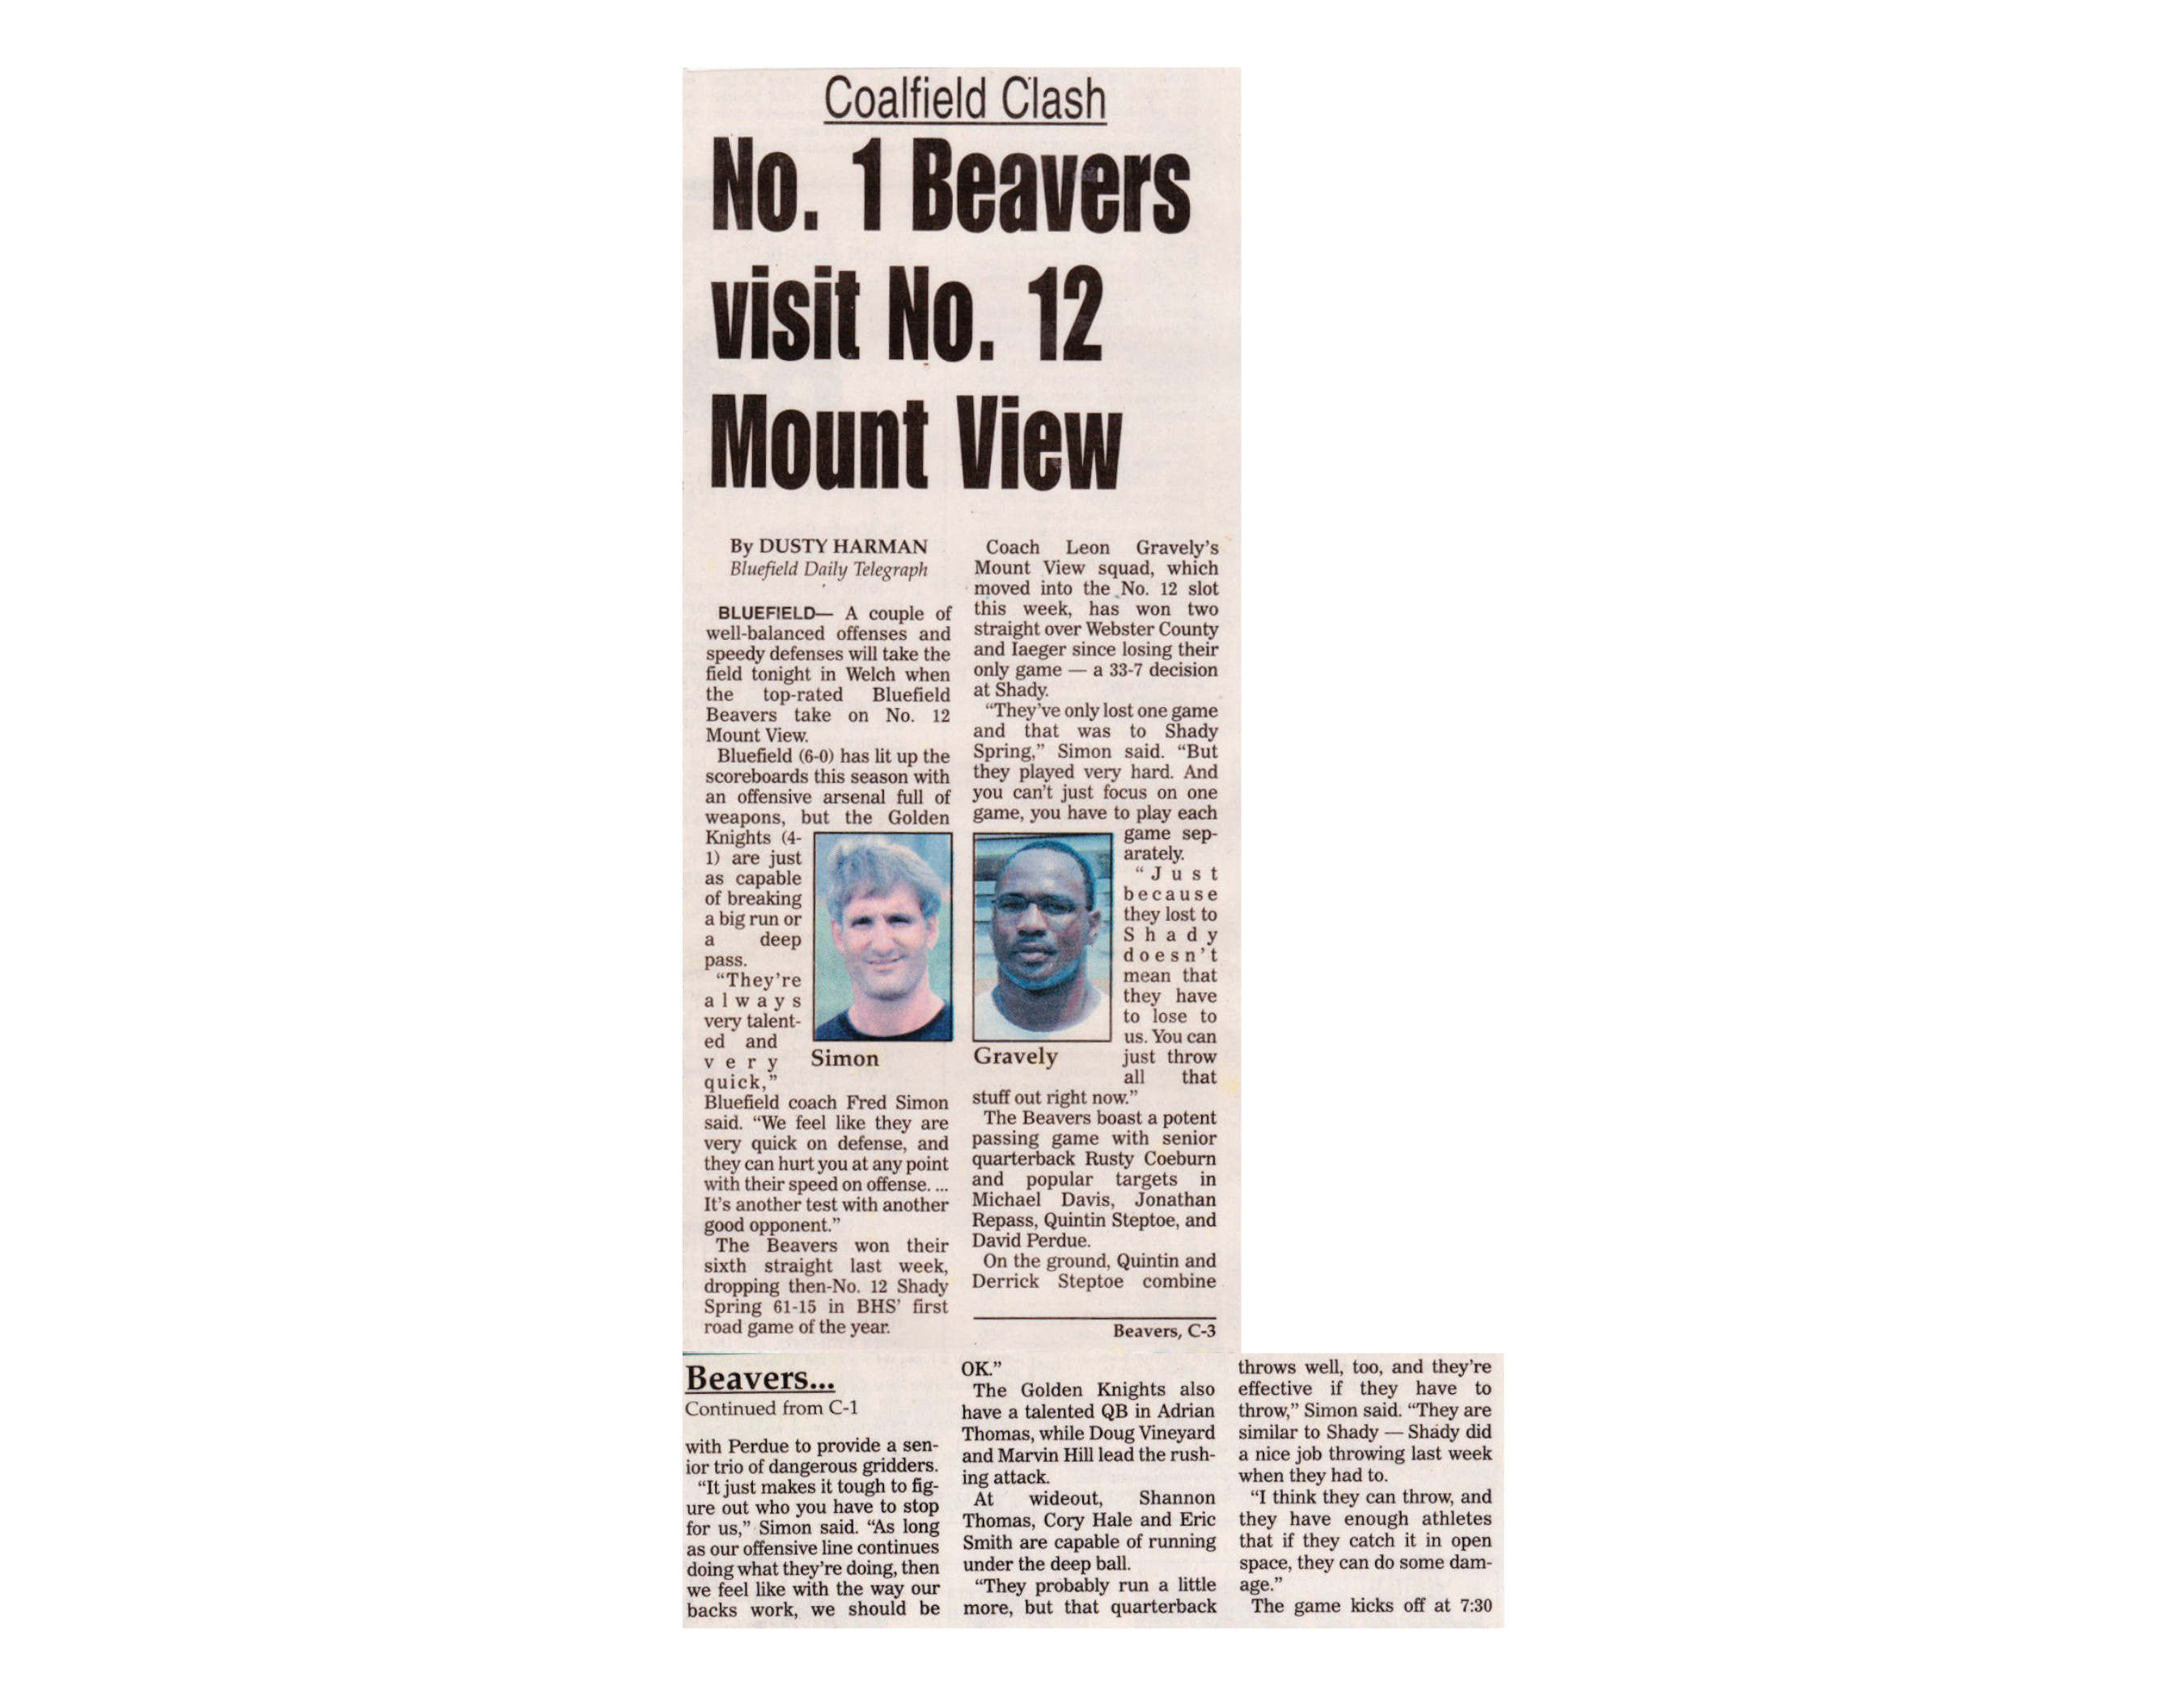 Coalfield Clash
No. 1 Beavers
visit No. 12
Mount View
By DUSTY HARMAN
Bluefield Daily Telegraph
BLUEFIELD— A couple of
well-balanced offenses and
speedy defenses will take the
field tonight in Welch when
the top-rated Bluefield
Beavers take on No. 12
Mount View.
Bluefield (6-0) has lit up the
scoreboards this season with
an offensive arsenal full of
weapons, but the Golden
Knights (4-
1) are just
as capable
of breaking
a big run or
a deep
pass.
“They’re
always
very talent-
ed and
very
quick,”
Simon
Bluefield coach Fred Simon
said. “We feel like they are
very quick on defense, and
they can hurt you at any point
with their speed on offense. ...
It’s another test with another
good opponent.”
The Beavers won their
sixth straight last week,
dropping then-No. 12 Shady
Spring 61-15 in BHS’ first
road game of the year.
Coach Leon Gravely’s
Mount View squad, which
moved into the No. 12 slot
this week, has won two
straight over Webster County
and Iaeger since losing their
only game — a 33-7 decision
at Shady.
“They’ve only lost one game
and that was to Shady
Spring,” Simon said. “But
they played very hard. And
you can’t just focus on one
game, you have to play each
game sep-
arately.
“Just
because
they lost to
Shady
doesn’t
mean that
they have
to lose to
us. You can
just throw
all that
Gravely
stuff out right now.”
The Beavers boast a potent
passing game with senior
quarterback Rusty Coeburn
and popular targets in
Michael Davis, Jonathan
Repass, Quintin Steptoe, and
David Perdue.
On the ground, Quintin and
Derrick Steptoe combine
Beavers, C-3
Beavers...
Continued from C-1
with Perdue to provide a sen-
ior trio of dangerous gridders.
“It just makes it tough to fig-
ure out who you have to stop
for us,” Simon said. “As long
as our offensive line continues
doing what they’re doing, then
we feel like with the way our
backs work, we should be
OK.”
The Golden Knights also
have a talented QB in Adrian
Thomas, while Doug Vineyard
and Marvin Hill lead the rush-
ing attack.
At wideout, Shannon
Thomas, Cory Hale and Eric
Smith are capable of running
under the deep ball.
“They probably run a little
more, but that quarterback
throws well, too, and they’re
effective if they have to
throw,” Simon said. “They are
similar to Shady — Shady did
a nice job throwing last week
when they had to.
“I think they can throw, and
they have enough athletes
that if they catch it in open
space, they can do some dam-
age.”
The game kicks off at 7:30